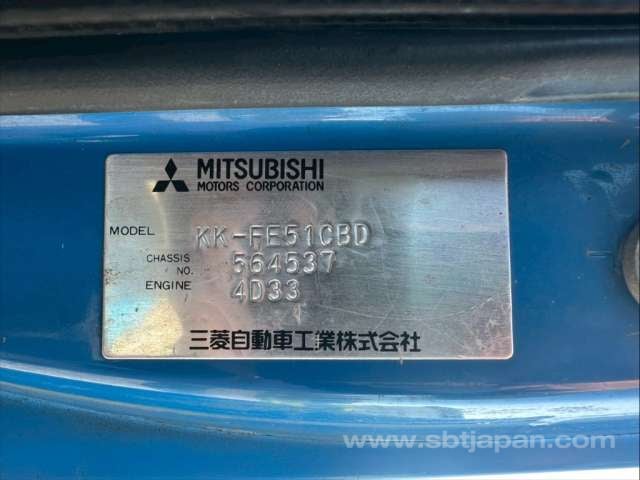 MITSUBISHI
MOTORS CORPORATION
MODEL KK-FE51CBD
CHASSIS NO. 564537
ENGINE 4D33
三菱自動車工業株式会社
www.sbtjapan.com